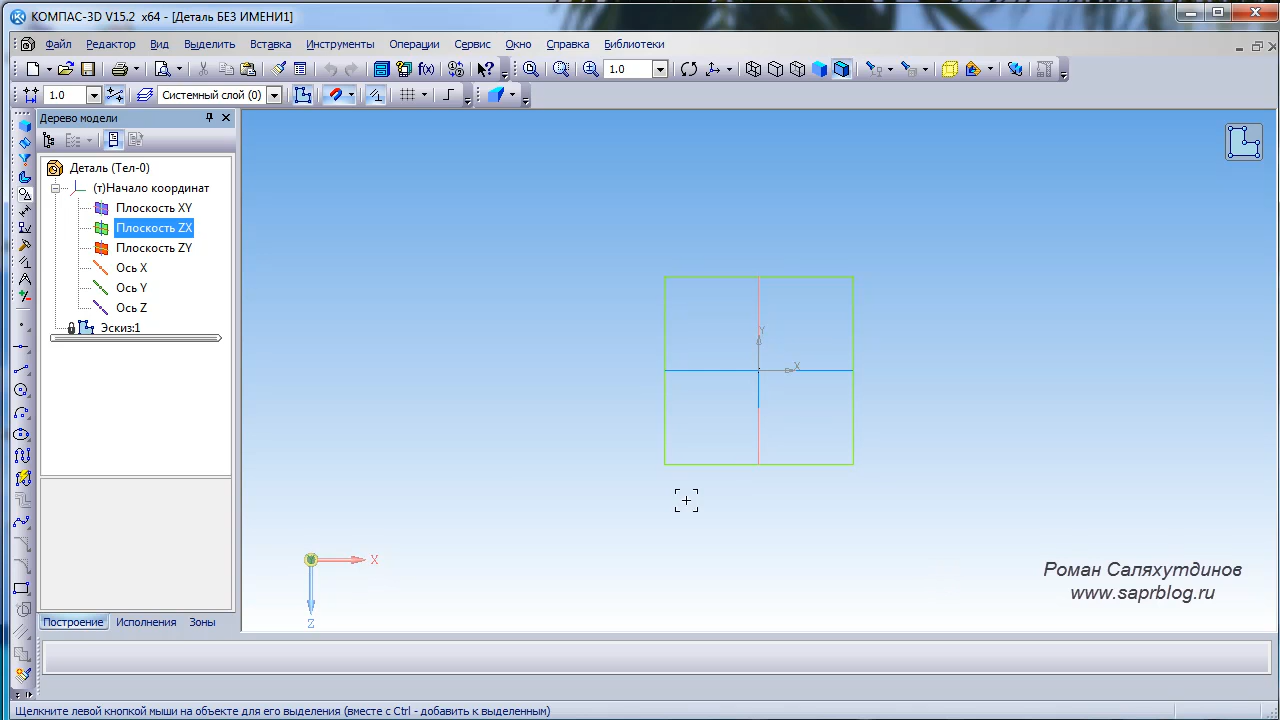 КОМПАС-3D V15.2 x64 - [Деталь БЕЗ ИМЕНИ1]
Файл Редактор Вид Выделить Вставка Инструменты Операции Сервис Окно Справка Библиотеки
f(x) 1.0
1.0 Системный слой (0)
Дерево модели
Деталь (Тел-0)
(т)Начало координат
Плоскость XY
Плоскость ZX
Плоскость ZY
Ось X
Ось Y
Ось Z
Эскиз:1
Y
X
X
Z
Роман Саляхутдинов
www.saprblog.ru
Построение Исполнения Зоны
Щелкните левой кнопкой мыши на объекте для его выделения (вместе с Ctrl - добавить к выделенным)